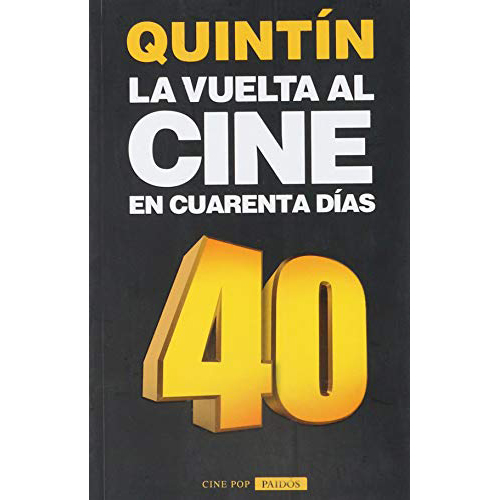 QUINTÍN
LA VUELTA AL
CINE
EN CUARENTA DÍAS
40
CINE POP PAIDÓS